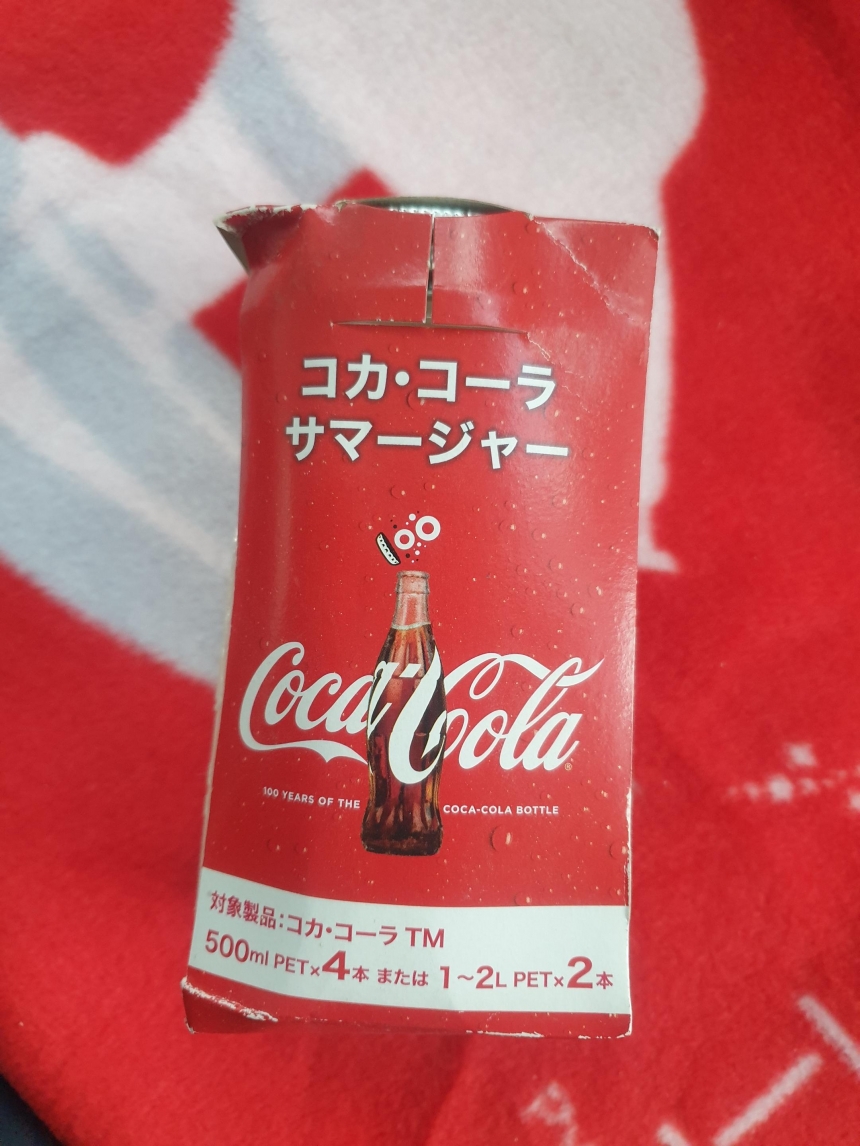 コカ・コーラ
サマージャー
Coca-Cola®
100 YEARS OF THE COCA-COLA BOTTLE
対象製品：コカ・コーラ TM
500ml PET×4本 または 1〜2L PET×2本